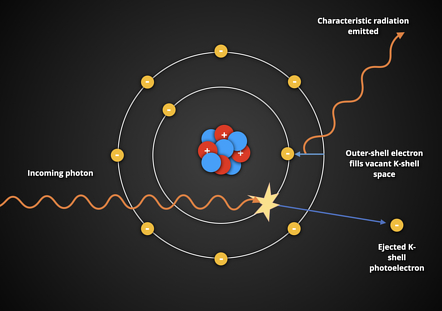 Characteristic radiation
emitted
Outer-shell electron
fills vacant K-shell
space
Incoming photon
Ejected K-
shell
photoelectron